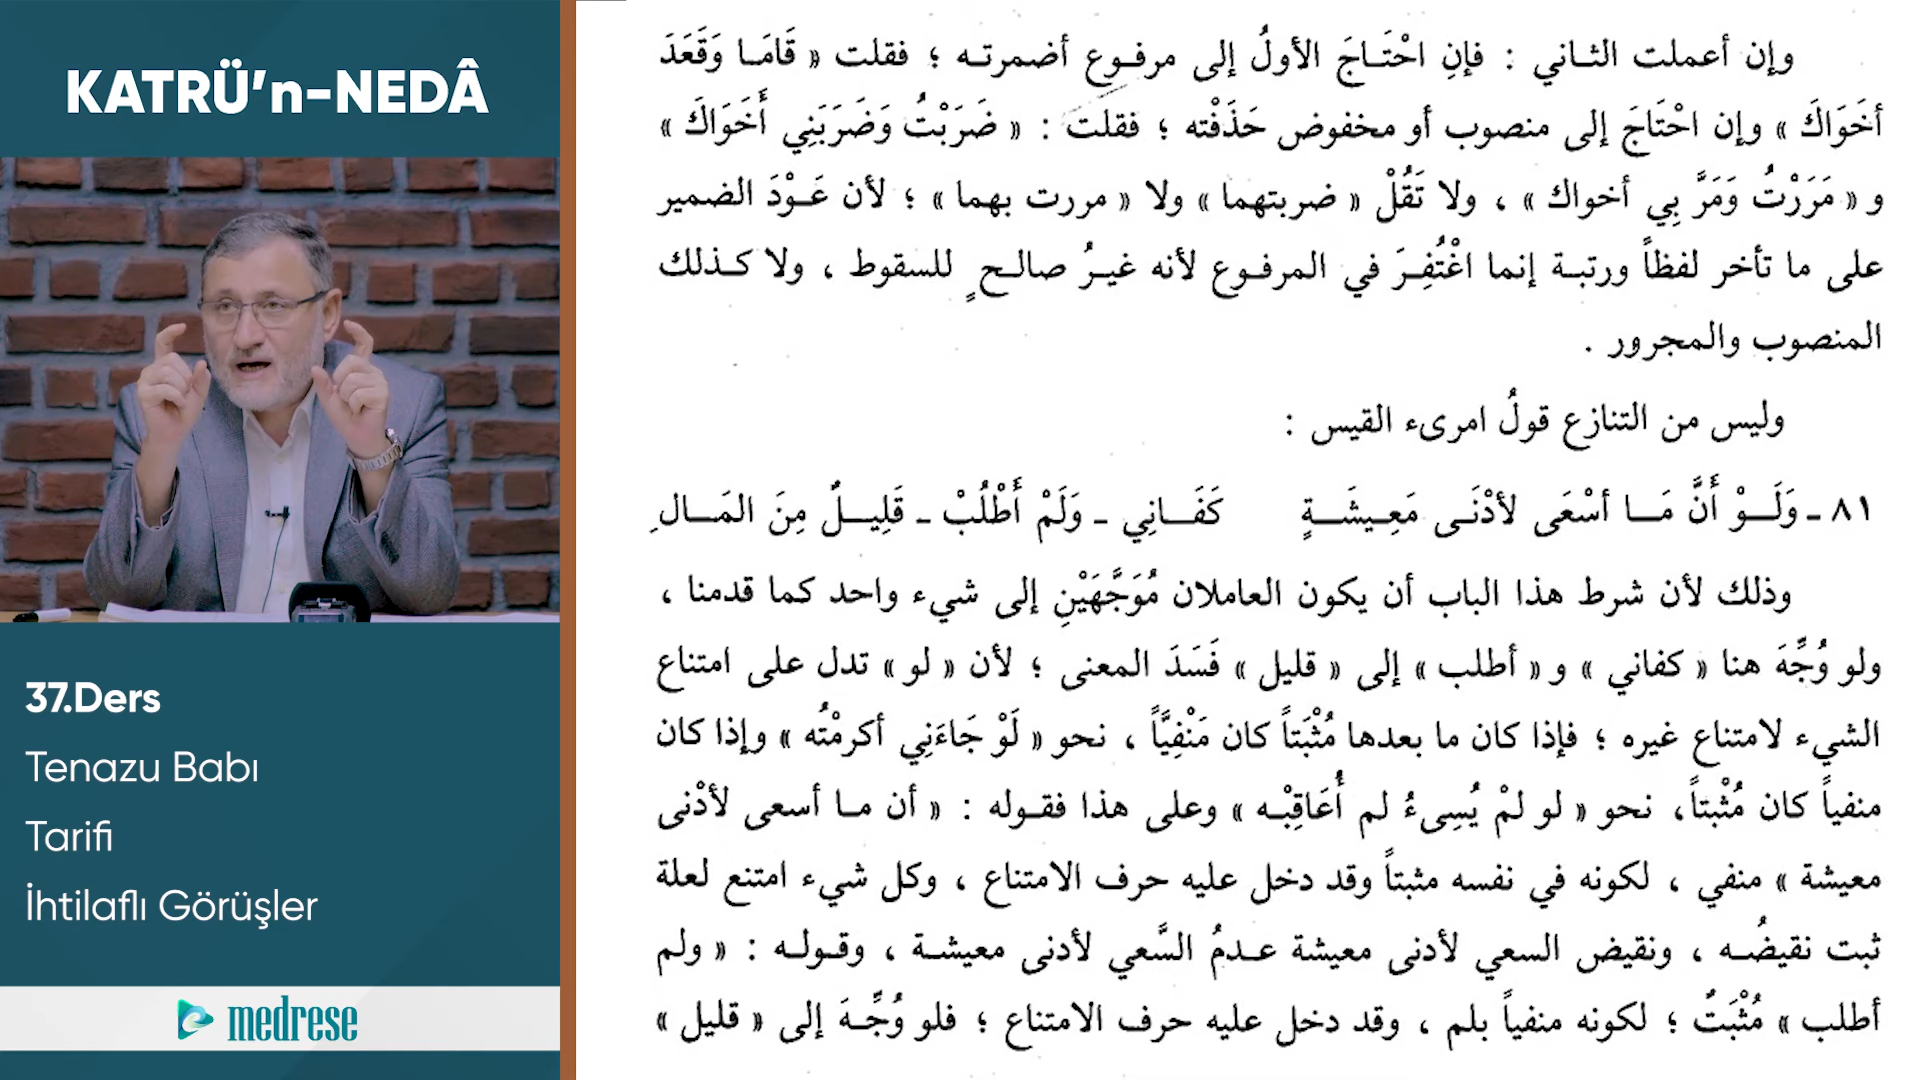 KATRÜ’n-NEDÂ
37.Ders
Tenazu Babı
Tarifi
İhtilaflı Görüşler
medrese
وإن أعملت الثاني : فإنِ احْتَاجَ الأولُ إلى مرفوع أضمرته ؛ فقلت « قَامَا وَقَعَدَ
أخَوَاكَ » وإن احْتَاجَ إلى منصوب أو مخفوض حَذَفْته ؛ فقلت : « ضَرَبْتُ وَضَرَبَنِي أَخَوَاكَ »
و « مَرَرْتُ وَمَرَّ بِي أخواك » ، ولا تَقُلْ « ضربتهما » ولا « مررت بهما » ؛ لأن عَوْدَ الضمير
على ما تأخر لفظاً ورتبة إنما اغْتُفِرَ في المرفوع لأنه غيرُ صالحٍ للسقوط ، ولا كذلك
المنصوب والمجرور .
وليس من التنازع قولُ امرىء القيس :
٨١ ـ وَلَوْ أَنَّ مَا أسْعَى لأدْنَى مَعِيشَةٍ كَفَانِي ـ وَلَمْ أَطْلُبْ ـ قَلِيلٌ مِنَ المَالِ
وذلك لأن شرط هذا الباب أن يكون العاملان مُوَجَّهَيْنِ إلى شيء واحد كما قدمنا ،
ولو وُجِّهَ هنا « كفاني » و « أطلب » إلى « قليل » فَسَدَ المعنى ؛ لأن « لو » تدل على امتناع
الشيء لامتناع غيره ؛ فإذا كان ما بعدها مُثْبَتاً كان مَنْفِيًّا ، نحو « لَوْ جَاءَنِي أكرمْتُه » وإذا كان
منفياً كان مُثْبتاً، نحو « لو لمْ يُسِىءُ لم أُعَاقِبْه » وعلى هذا فقوله : « أن ما أسعى لأدْنى
معيشة » منفي ، لكونه في نفسه مثبتاً وقد دخل عليه حرف الامتناع ، وكل شيء امتنع لعلة
ثبت نقيضُه ، ونقيض السعي لأدنى معيشة عدمُ السَّعي لأدنى معيشة ، وقوله : « ولم
أطلب » مُثْبَتٌ ؛ لكونه منفياً بلم ، وقد دخل عليه حرف الامتناع ؛ فلو وُجِّهَ إلى « قليل »